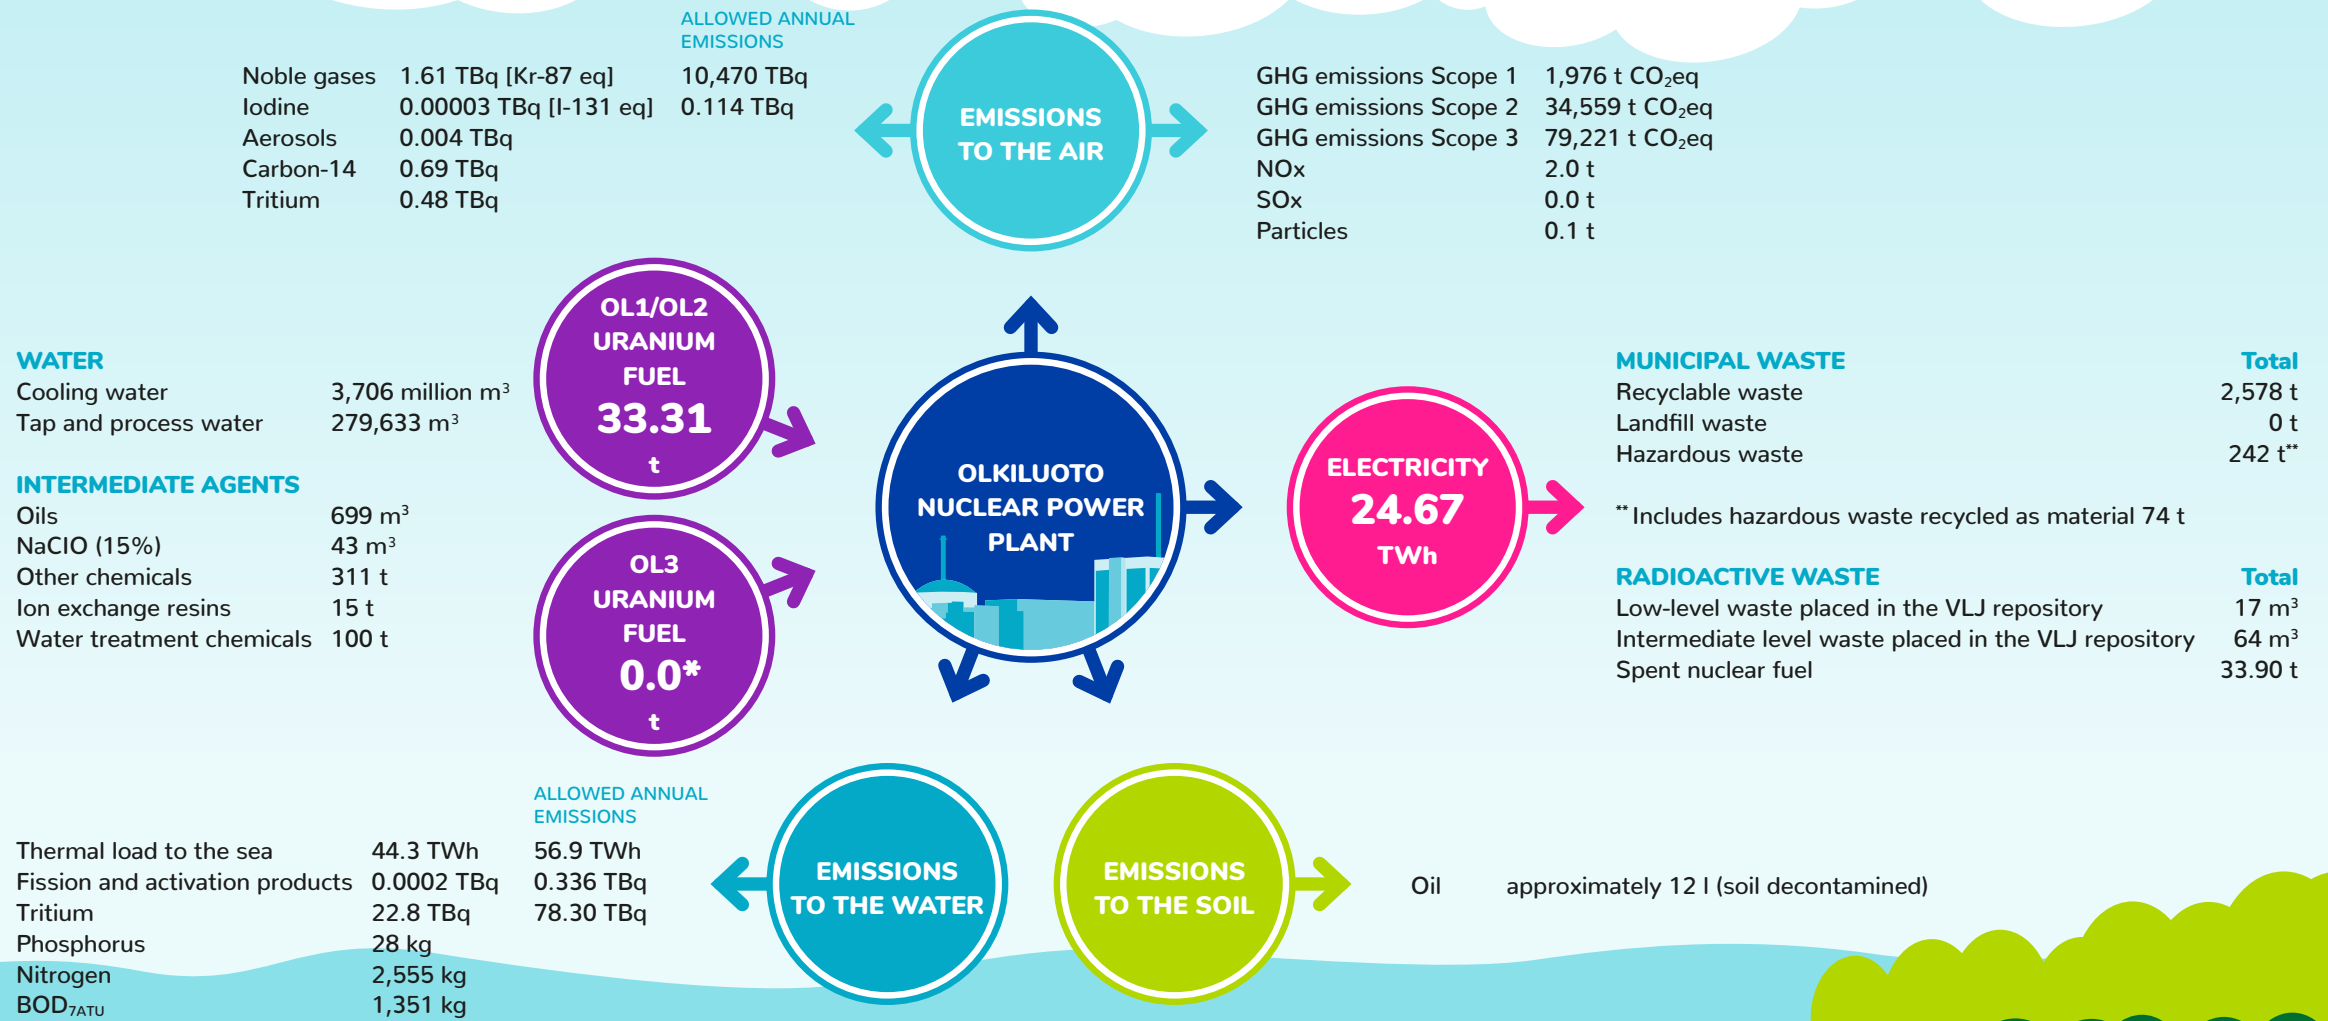 ALLOWED ANNUAL
EMISSIONS
Noble gases 1.61 TBq [Kr-87 eq] 10,470 TBq
Iodine 0.00003 TBq [I-131 eq] 0.114 TBq
Aerosols 0.004 TBq
Carbon-14 0.69 TBq
Tritium 0.48 TBq
EMISSIONS
TO THE AIR
GHG emissions Scope 1 1,976 t CO₂eq
GHG emissions Scope 2 34,559 t CO₂eq
GHG emissions Scope 3 79,221 t CO₂eq
NOx 2.0 t
SOx 0.0 t
Particles 0.1 t
WATER
Cooling water 3,706 million m³
Tap and process water 279,633 m³
INTERMEDIATE AGENTS
Oils 699 m³
NaCIO (15%) 43 m³
Other chemicals 311 t
Ion exchange resins 15 t
Water treatment chemicals 100 t
OL1/OL2
URANIUM
FUEL
33.31
t
OL3
URANIUM
FUEL
0.0*
t
OLKILUOTO
NUCLEAR POWER
PLANT
ELECTRICITY
24.67
TWh
MUNICIPAL WASTE Total
Recyclable waste 2,578 t
Landfill waste 0 t
Hazardous waste 242 t**
** Includes hazardous waste recycled as material 74 t
RADIOACTIVE WASTE Total
Low-level waste placed in the VLJ repository 17 m³
Intermediate level waste placed in the VLJ repository 64 m³
Spent nuclear fuel 33.90 t
ALLOWED ANNUAL
EMISSIONS
Thermal load to the sea 44.3 TWh 56.9 TWh
Fission and activation products 0.0002 TBq 0.336 TBq
Tritium 22.8 TBq 78.30 TBq
Phosphorus 28 kg
Nitrogen 2,555 kg
BOD₇ATU 1,351 kg
EMISSIONS
TO THE WATER
EMISSIONS
TO THE SOIL
Oil approximately 12 l (soil decontamined)